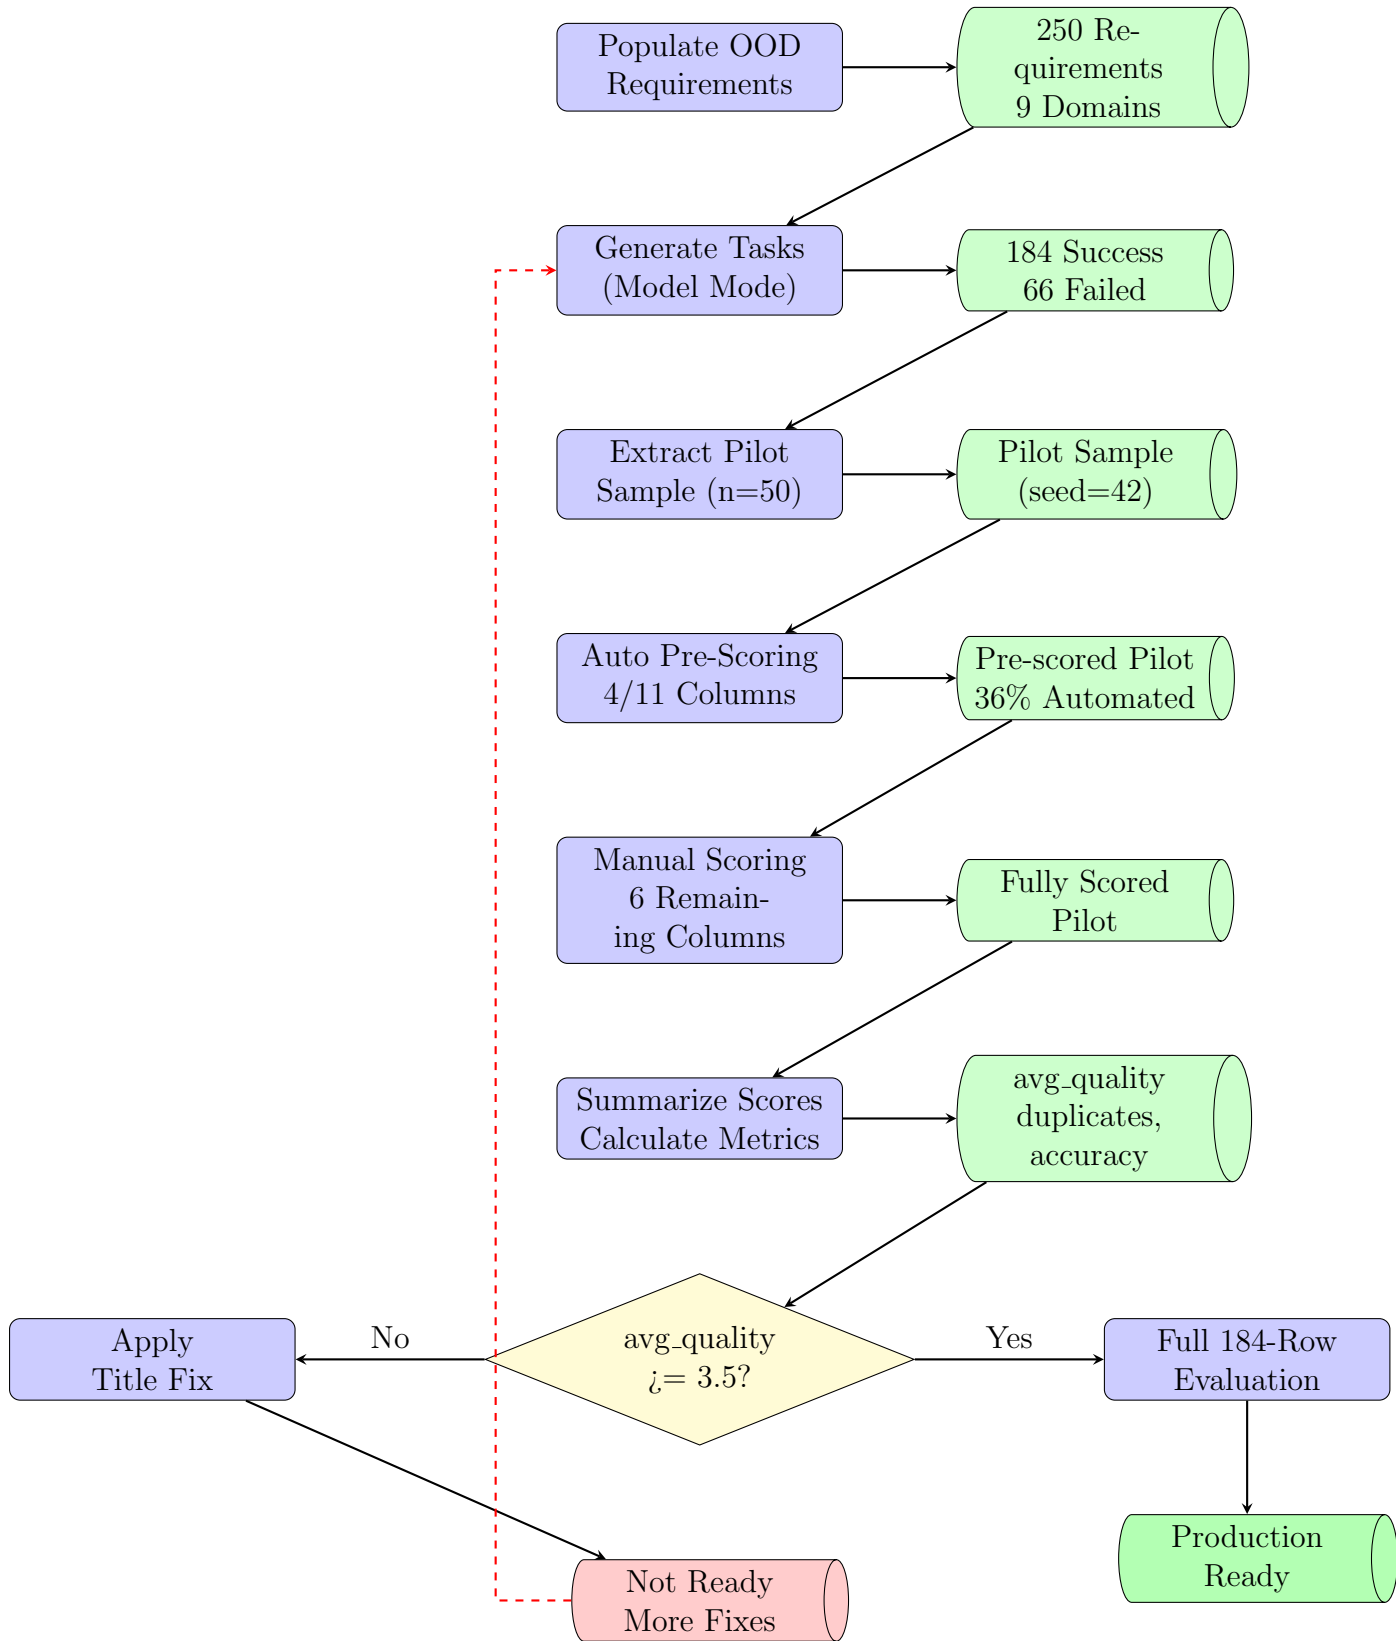 Populate OOD
Requirements
250 Re-
quirements
9 Domains
Generate Tasks
(Model Mode)
184 Success
66 Failed
Extract Pilot
Sample (n=50)
Pilot Sample
(seed=42)
Auto Pre-Scoring
4/11 Columns
Pre-scored Pilot
36% Automated
Manual Scoring
6 Remain-
ing Columns
Fully Scored
Pilot
Summarize Scores
Calculate Metrics
avg_quality
duplicates,
accuracy
Apply
Title Fix
No
avg_quality
¿= 3.5?
Yes
Full 184-Row
Evaluation
Not Ready
More Fixes
Production
Ready